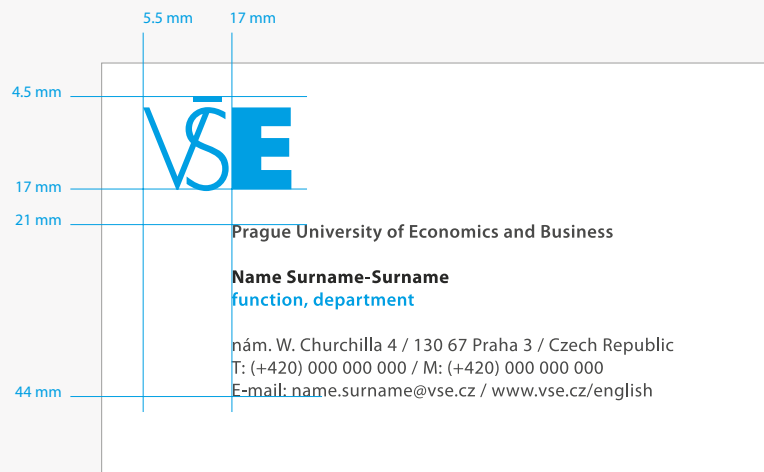 5.5 mm 17 mm
4.5 mm
VŠE
17 mm
21 mm
Prague University of Economics and Business
Name Surname-Surname
function, department
nám. W. Churchilla 4 / 130 67 Praha 3 / Czech Republic
T: (+420) 000 000 000 / M: (+420) 000 000 000
44 mm
E-mail: name.surname@vse.cz / www.vse.cz/english